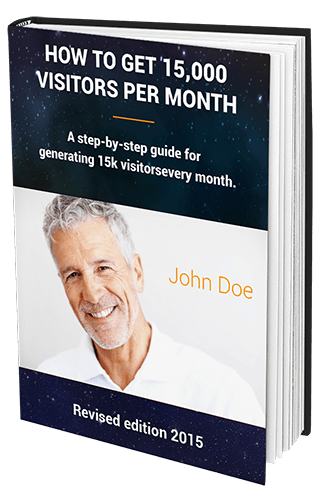 HOW TO GET 15,000
VISITORS PER MONTH
A step-by-step guide for
generating 15k visitorsevery month.
John Doe
Revised edition 2015